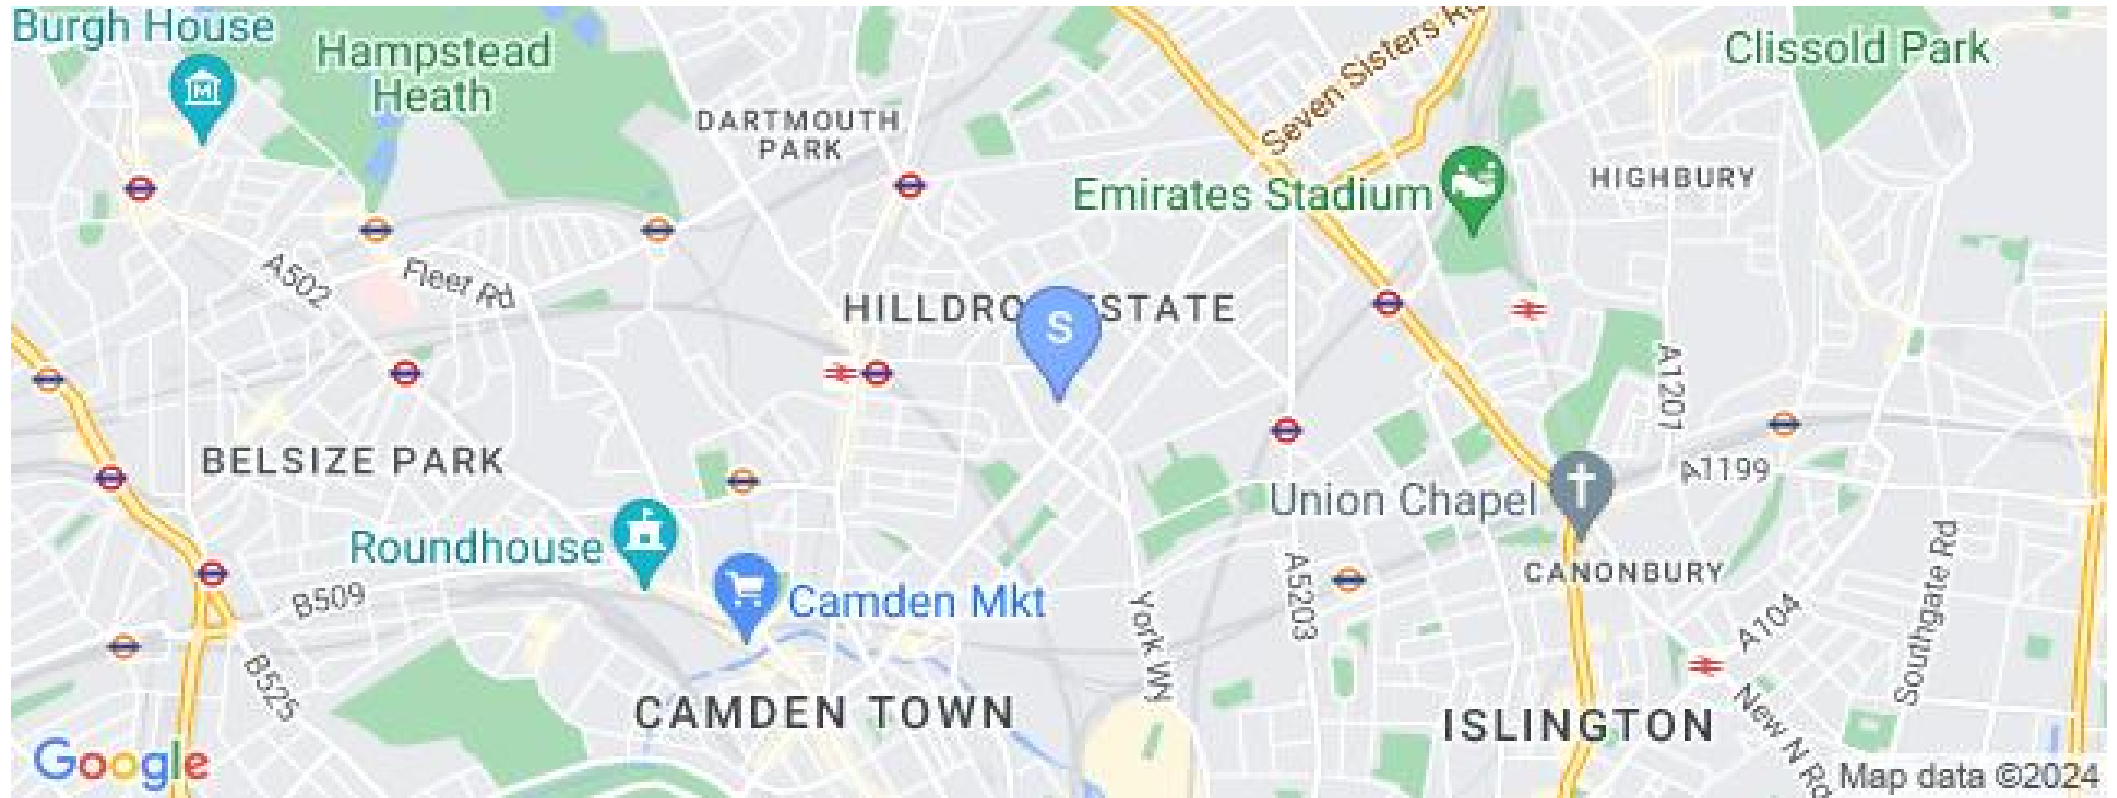 Burgh House
Hampstead
Heath
Clissold Park
Seven Sisters Rd
DARTMOUTH
PARK
HIGHBURY
Emirates Stadium
A502
Fleet Rd
S
A1201
BELSIZE PARK
A1199
Union Chapel
Roundhouse
CANONBURY
Camden Mkt
B509
A5203
York Wy
A104
Southgate Rd
B525
CAMDEN TOWN
ISLINGTON
New N Rd
Google
Map data ©2024